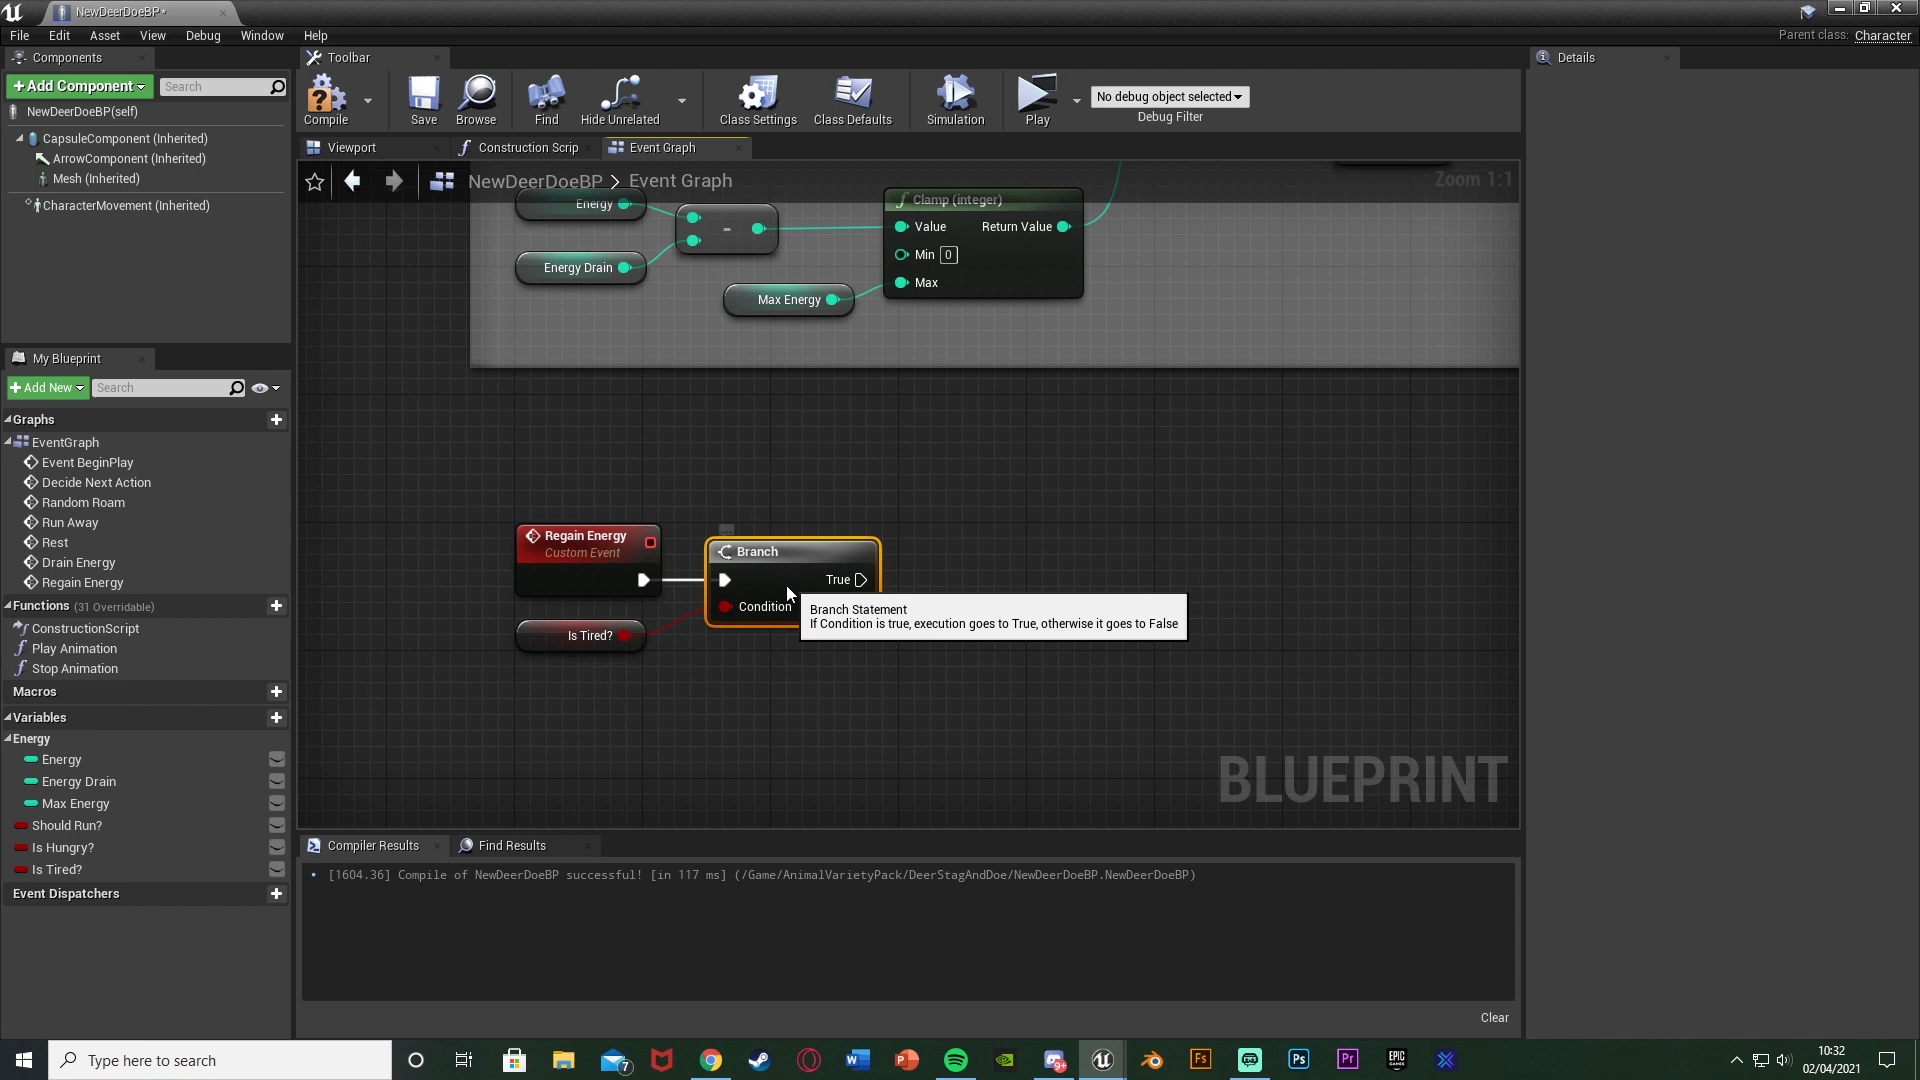 NewDeerDoeBP*
File Edit Asset View Debug Window Help
Parent class: Character
Components
+Add Component
Search
NewDeerDoeBP(self)
CapsuleComponent (Inherited)
ArrowComponent (Inherited)
Mesh (Inherited)
CharacterMovement (Inherited)
Toolbar
Compile
Save
Browse
Find
Hide Unrelated
Class Settings
Class Defaults
Simulation
Play
No debug object selected
Debug Filter
Details
Viewport
Construction Scrip
Event Graph
NewDeerDoeBP > Event Graph
Zoom 1:1
Energy
-
Energy Drain
Max Energy
Clamp (integer)
Value
Return Value
Min 0
Max
Regain Energy
Custom Event
Is Tired?
Branch
True
Condition
Branch Statement
If Condition is true, execution goes to True, otherwise it goes to False
BLUEPRINT
My Blueprint
+Add New
Search
Graphs
EventGraph
Event BeginPlay
Decide Next Action
Random Roam
Run Away
Rest
Drain Energy
Regain Energy
Functions (31 Overridable)
ConstructionScript
Play Animation
Stop Animation
Macros
Variables
Energy
Energy
Energy Drain
Max Energy
Should Run?
Is Hungry?
Is Tired?
Event Dispatchers
Compiler Results
Find Results
[1604.36] Compile of NewDeerDoeBP successful! [in 117 ms] (/Game/AnimalVarietyPack/DeerStagAndDoe/NewDeerDoeBP.NewDeerDoeBP)
Clear
Type here to search
7
W
P
9+
Fs
Ps
Pr
EPIC
10:32
02/04/2021